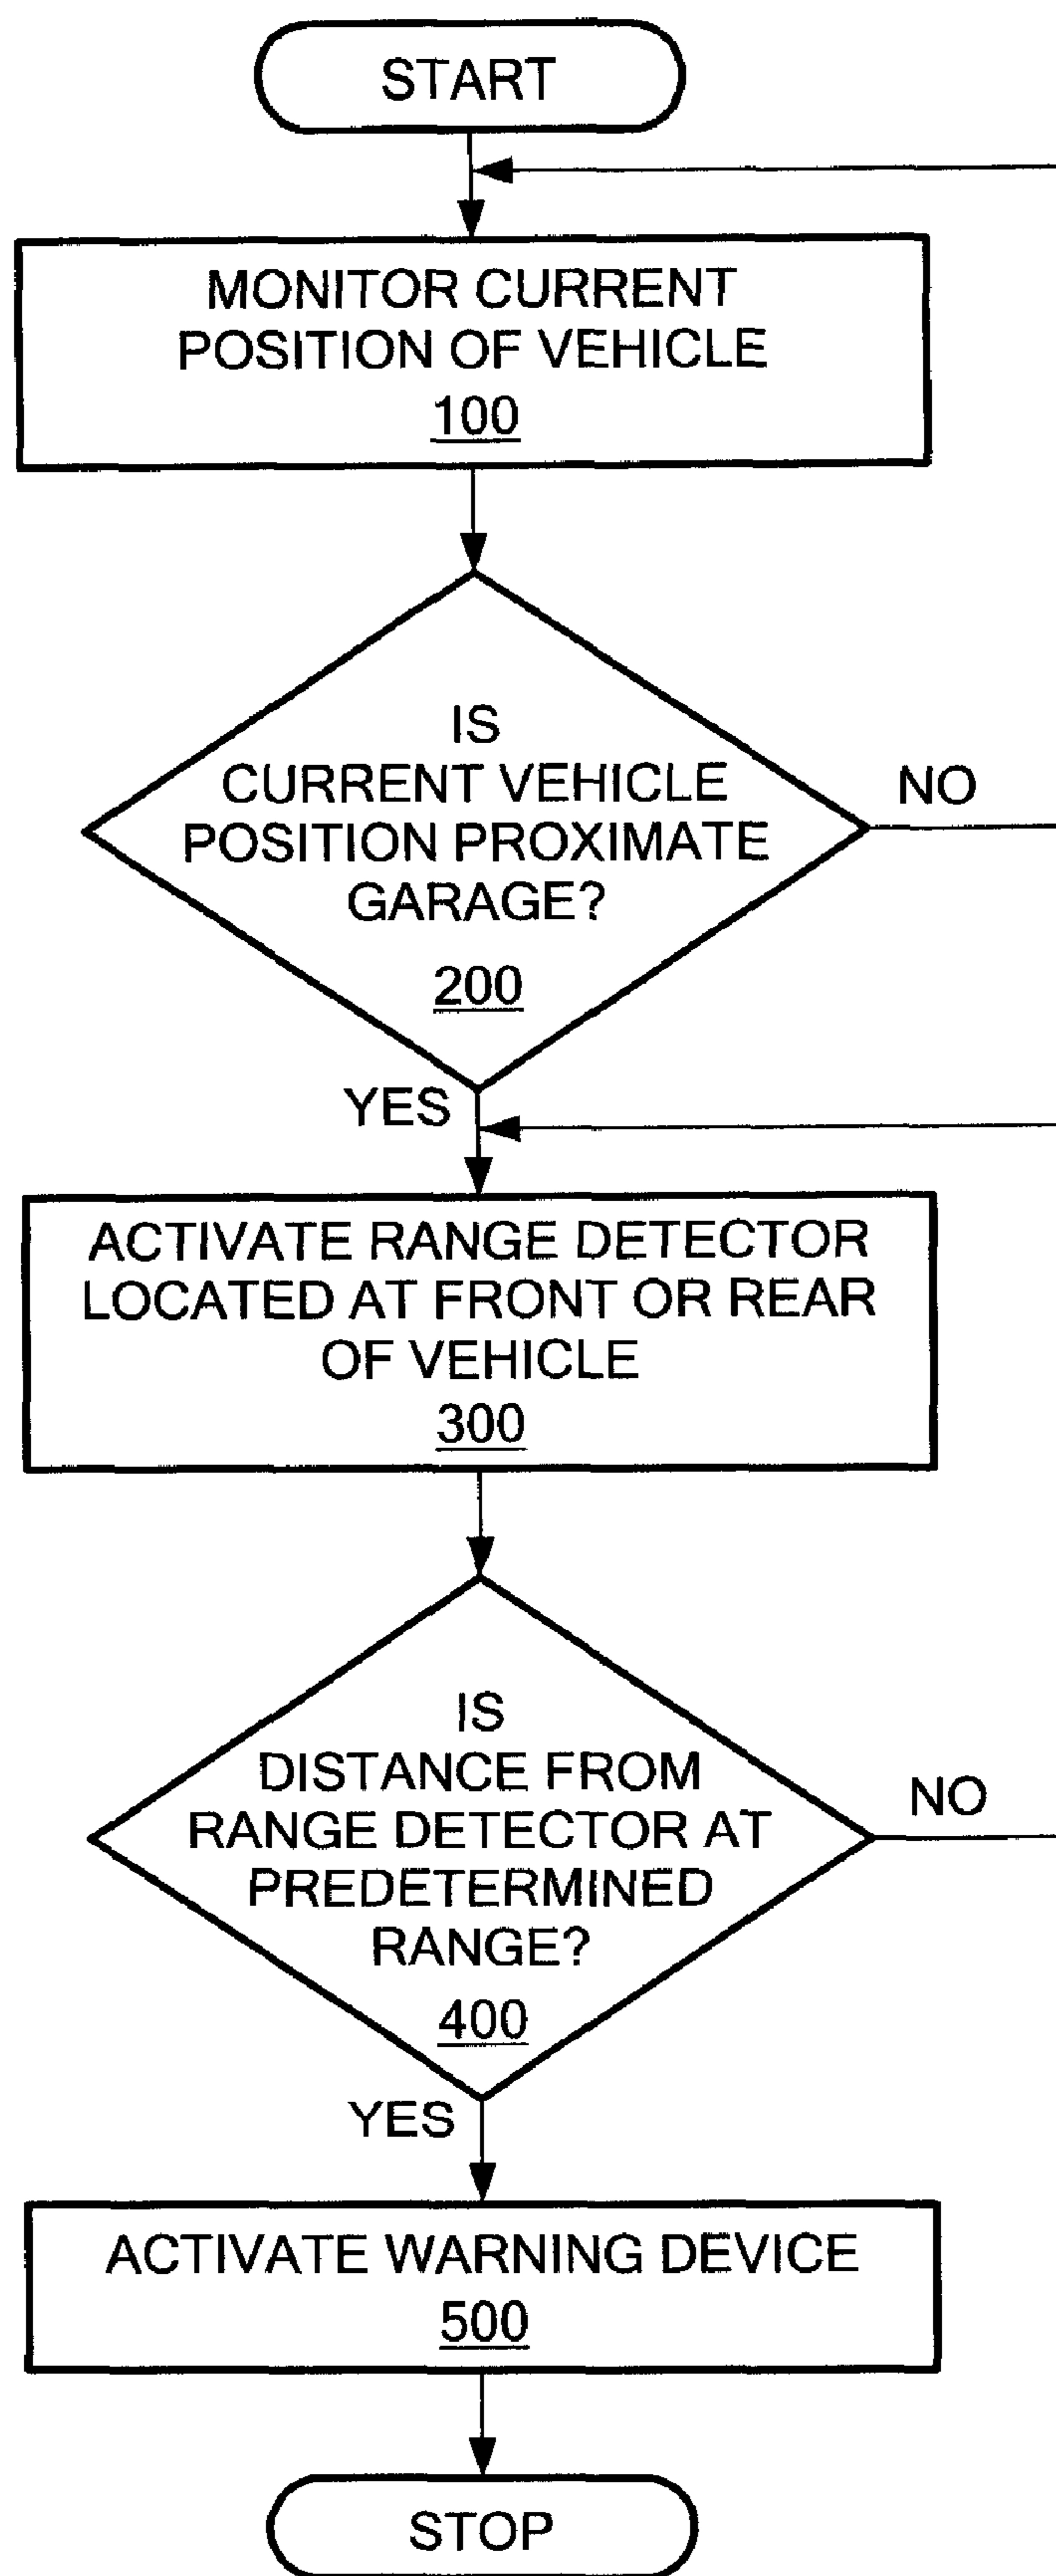 START
MONITOR CURRENT
POSITION OF VEHICLE
100
IS
CURRENT VEHICLE
POSITION PROXIMATE
GARAGE?
200
NO
YES
ACTIVATE RANGE DETECTOR
LOCATED AT FRONT OR REAR
OF VEHICLE
300
IS
DISTANCE FROM
RANGE DETECTOR AT
PREDETERMINED
RANGE?
400
NO
YES
ACTIVATE WARNING DEVICE
500
STOP